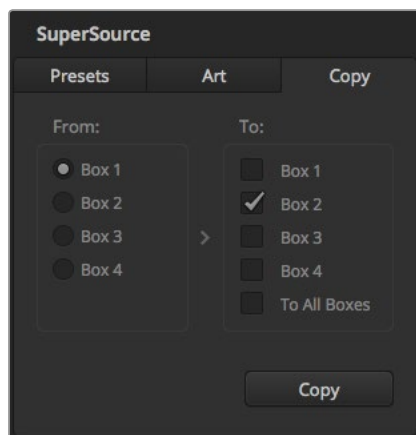 SuperSource
Presets Art Copy
From: To:
Box 1
Box 2
Box 3
Box 4
>
Box 1
Box 2
Box 3
Box 4
To All Boxes
Copy